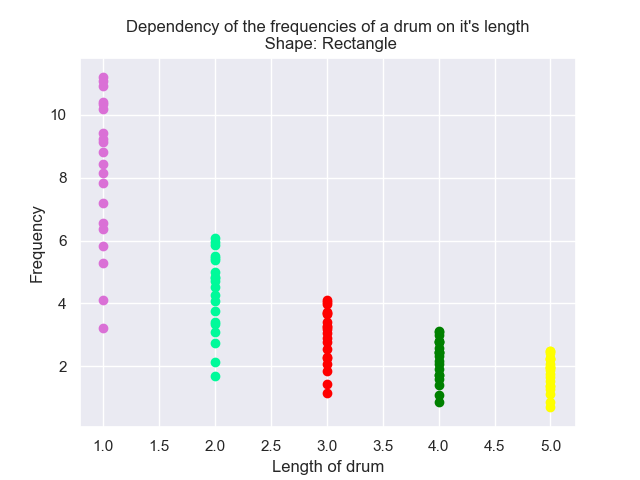 Dependency of the frequencies of a drum on it's length
Shape: Rectangle
10
8
6
4
2
Frequency
1.0 1.5 2.0 2.5 3.0 3.5 4.0 4.5 5.0
Length of drum